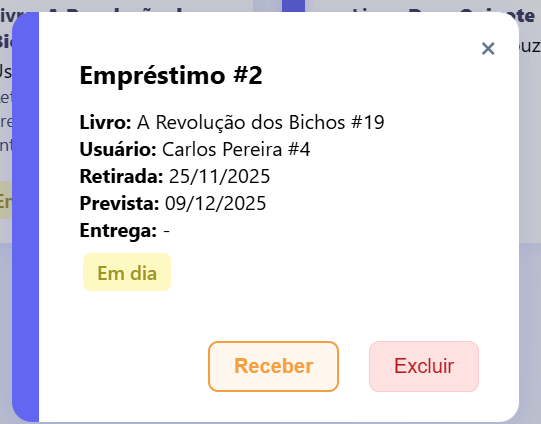 ×
Empréstimo #2
Livro: A Revolução dos Bichos #19
Usuário: Carlos Pereira #4
Retirada: 25/11/2025
Prevista: 09/12/2025
Entrega: -
Em dia
Receber
Excluir